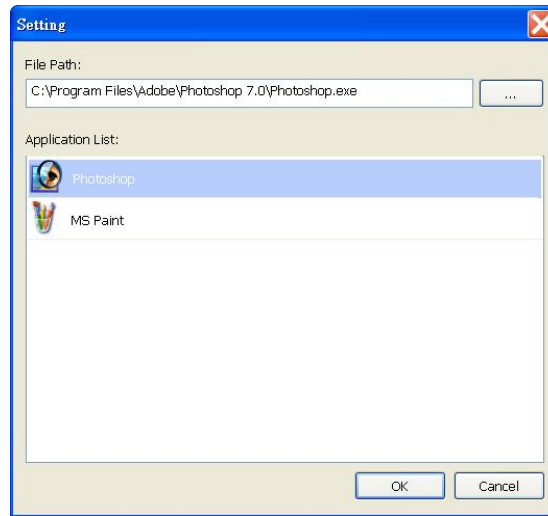 Setting
File Path:
C:\Program Files\Adobe\Photoshop 7.0\Photoshop.exe
...
Application List:
Photoshop
MS Paint
OK
Cancel